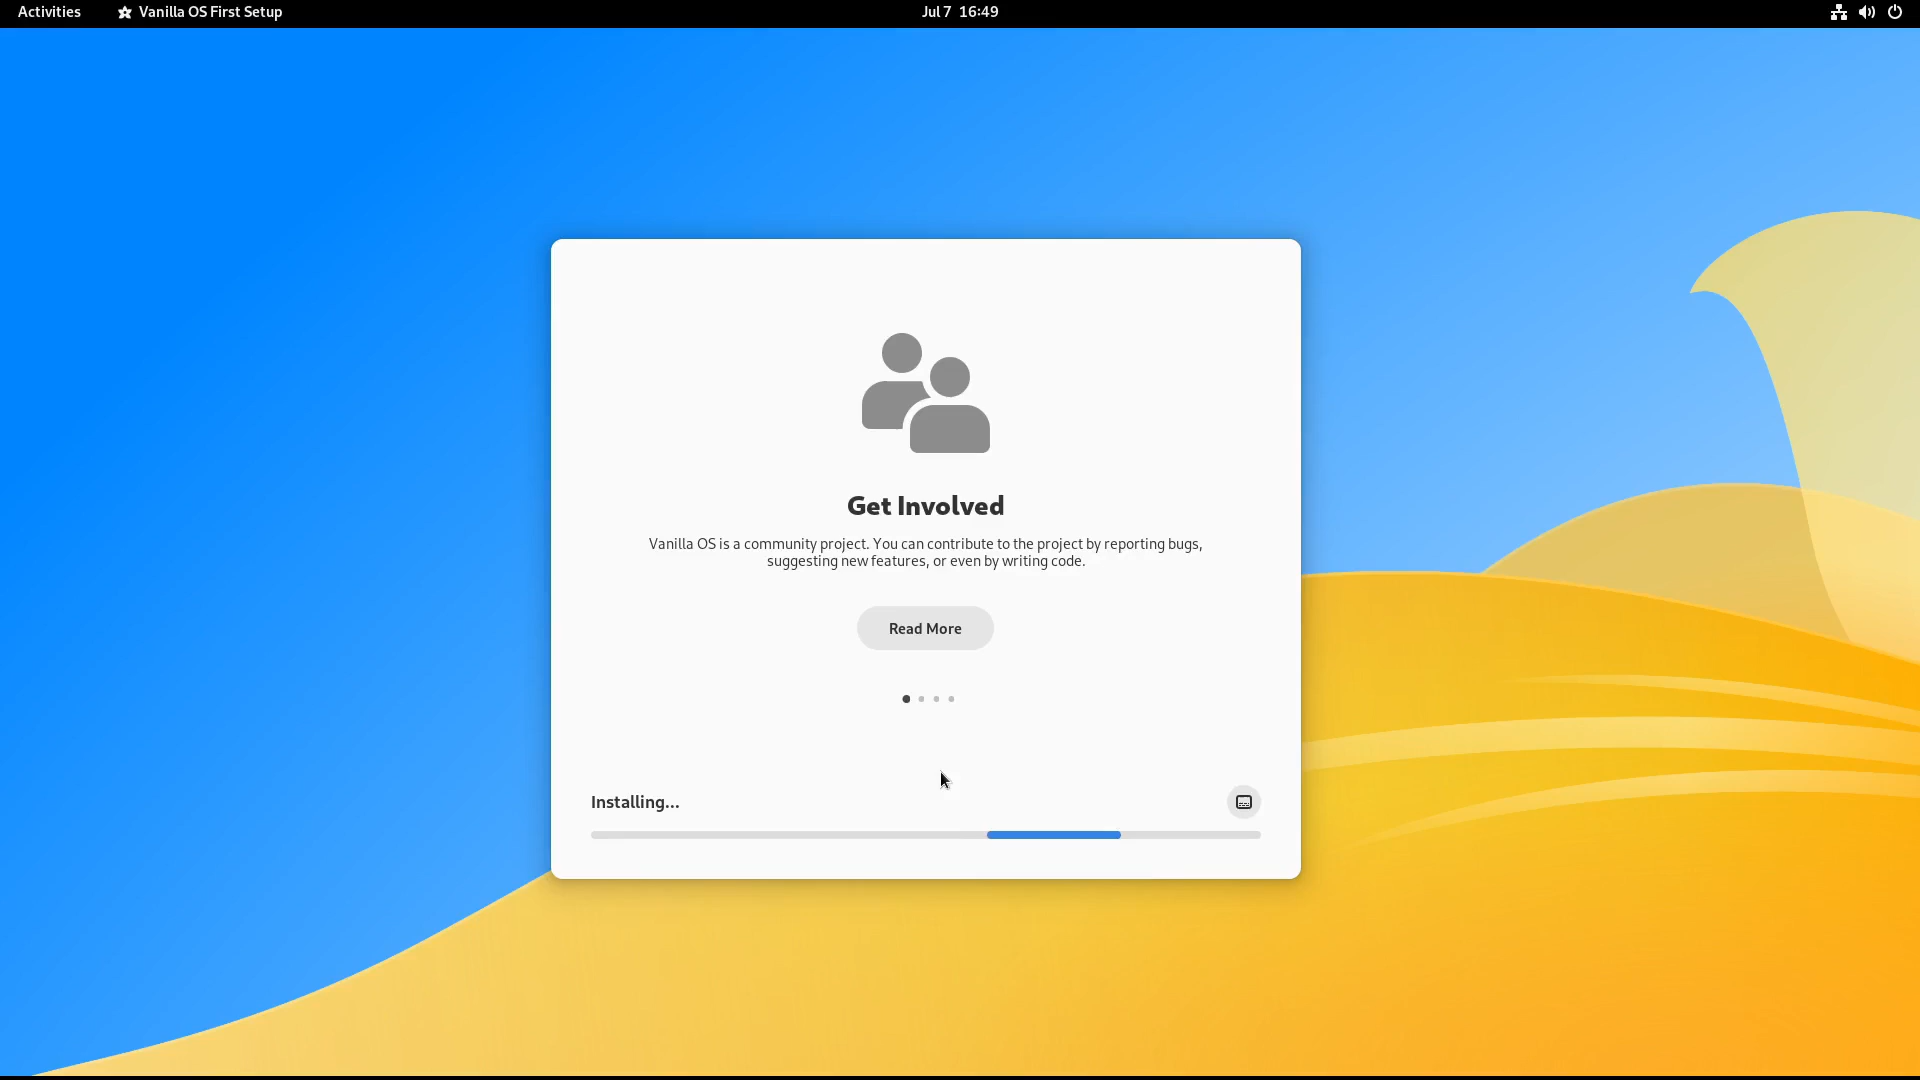 Activities
Vanilla OS First Setup
Jul 7 16:49
Get Involved
Vanilla OS is a community project. You can contribute to the project by reporting bugs,
suggesting new features, or even by writing code.
Read More
Installing...